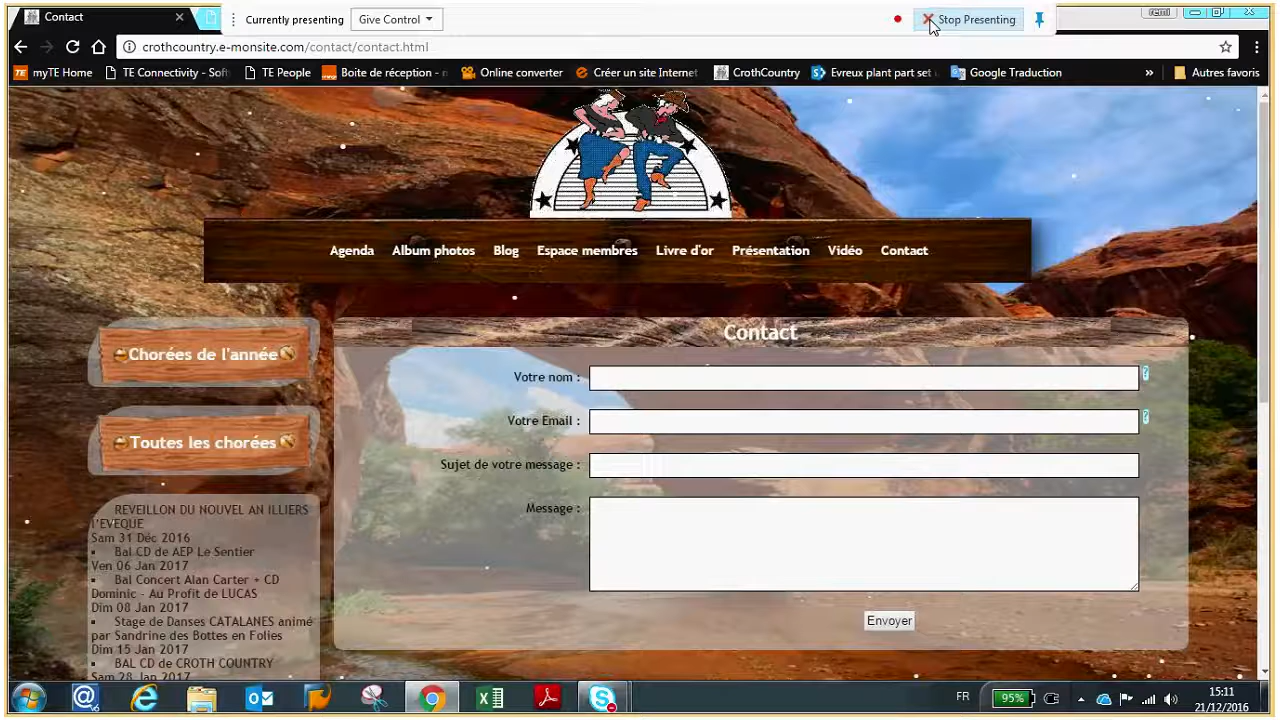 Contact
Currently presenting
Give Control
Stop Presenting
remi
crothcountry.e-monsite.com/contact/contact.html
myTE Home
TE Connectivity - Soft
TE People
Boite de réception - n
Online converter
Créer un site Internet
CrothCountry
Evreux plant part set
Google Traduction
»
Autres favoris
Agenda
Album photos
Blog
Espace membres
Livre d'or
Présentation
Vidéo
Contact
Chorées de l'année
Toutes les chorées
REVEILLON DU NOUVEL AN ILLIERS
l'EVEQUE
Sam 31 Déc 2016
Bal CD de AEP Le Sentier
Ven 06 Jan 2017
Bal Concert Alan Carter + CD
Dominic - Au Profit de LUCAS
Dim 08 Jan 2017
Stage de Danses CATALANES animé
par Sandrine des Bottes en Folies
Dim 15 Jan 2017
BAL CD de CROTH COUNTRY
Sam 28 Jan 2017
Contact
Votre nom :
?
Votre Email :
?
Sujet de votre message :
Message :
Envoyer
FR
95%
15:11
21/12/2016